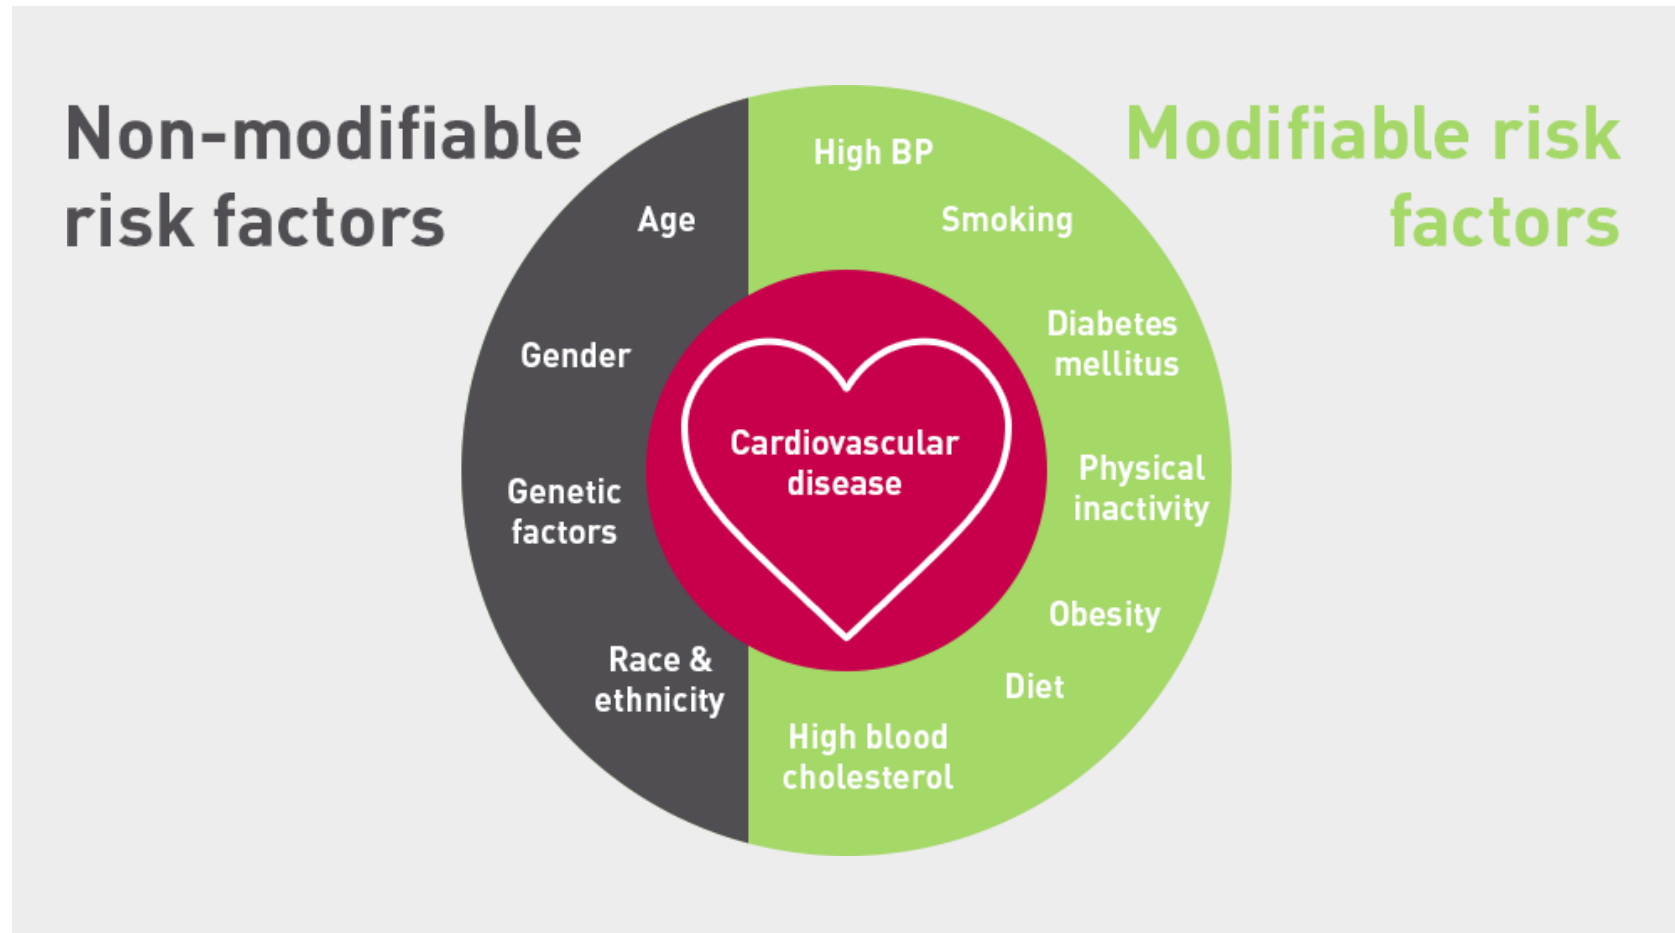 Non-modifiable
risk factors
Modifiable risk
factors
Age
Gender
Genetic
factors
Race &
ethnicity
High BP
Smoking
Diabetes
mellitus
Physical
inactivity
Obesity
Diet
High blood
cholesterol
Cardiovascular
disease